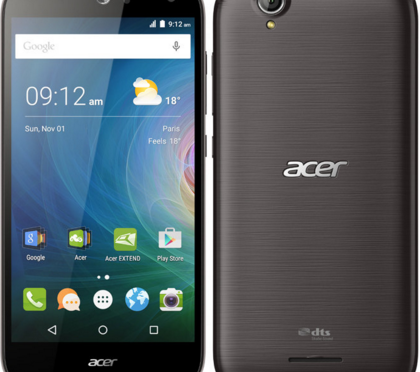 9:12 am
Google
09:12 am
18°
Sun, Nov 01
Paris
Feels 18°
Google
Acer
Acer EXTEND
Play Store
acer
acer
dts